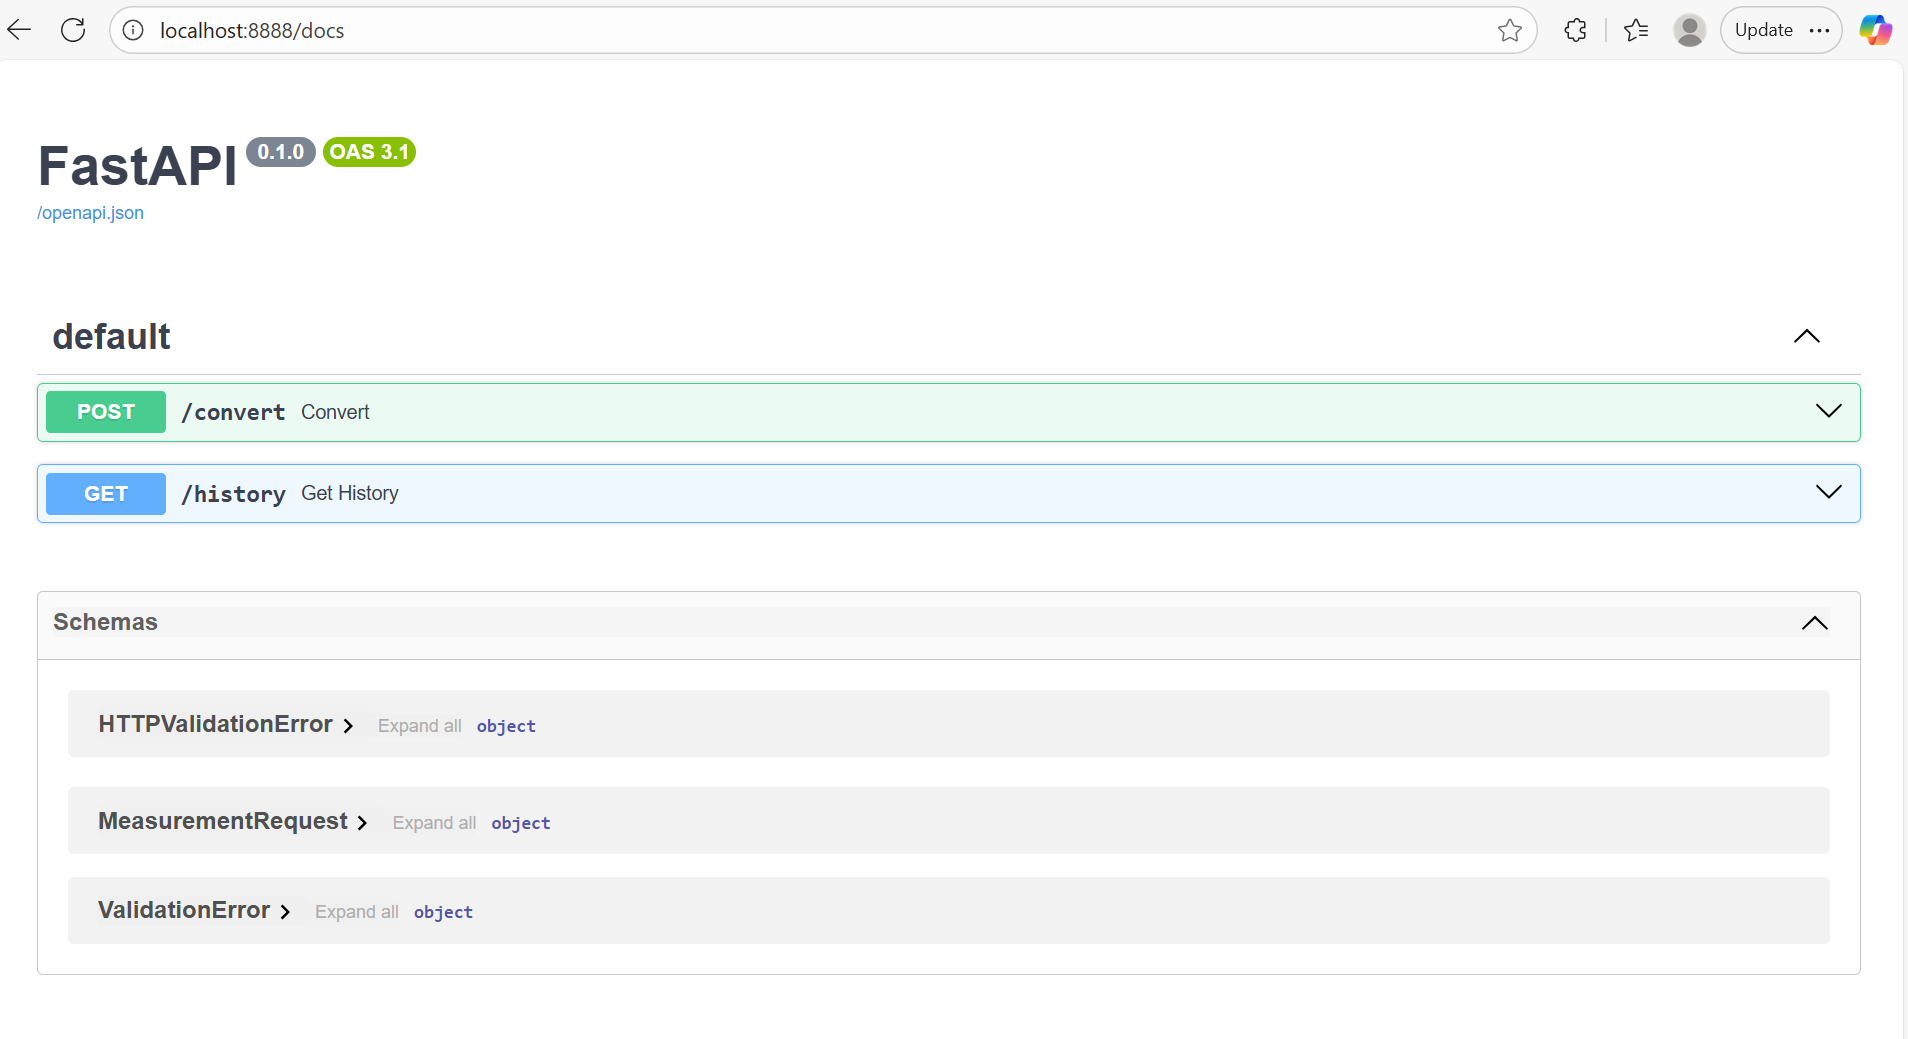 localhost:8888/docs
Update
FastAPI 0.1.0 OAS 3.1
/openapi.json
default
POST /convert Convert
GET /history Get History
Schemas
HTTPValidationError Expand all object
MeasurementRequest Expand all object
ValidationError Expand all object